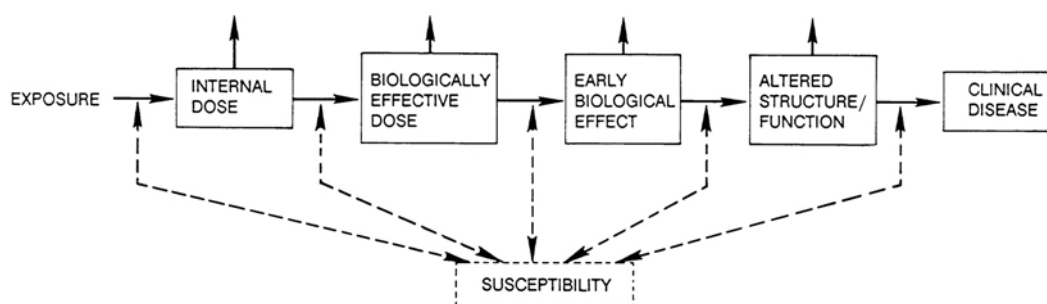 EXPOSURE
INTERNAL
DOSE
BIOLOGICALLY
EFFECTIVE
DOSE
EARLY
BIOLOGICAL
EFFECT
ALTERED
STRUCTURE/
FUNCTION
CLINICAL
DISEASE
SUSCEPTIBILITY